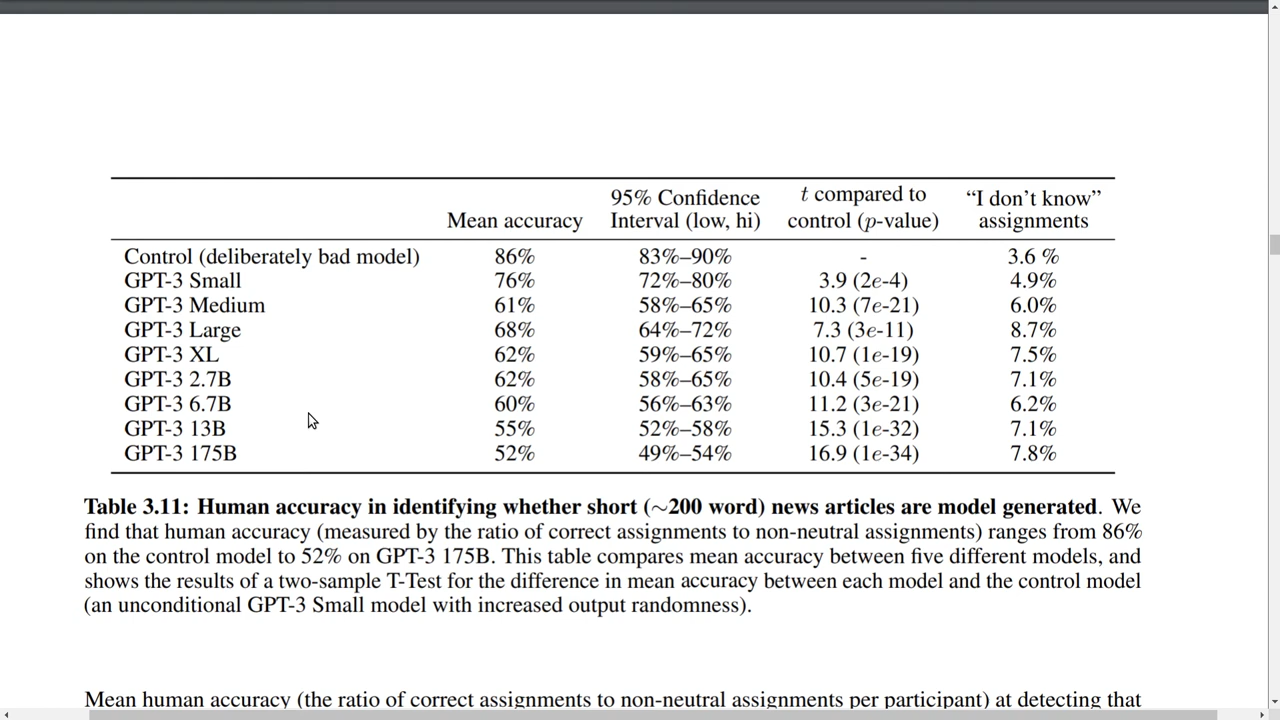 Mean accuracy 95% Confidence Interval (low, hi) t compared to control (p-value) “I don’t know” assignments
Control (deliberately bad model) 86% 83%–90% - 3.6 %
GPT-3 Small 76% 72%–80% 3.9 (2e-4) 4.9%
GPT-3 Medium 61% 58%–65% 10.3 (7e-21) 6.0%
GPT-3 Large 68% 64%–72% 7.3 (3e-11) 8.7%
GPT-3 XL 62% 59%–65% 10.7 (1e-19) 7.5%
GPT-3 2.7B 62% 58%–65% 10.4 (5e-19) 7.1%
GPT-3 6.7B 60% 56%–63% 11.2 (3e-21) 6.2%
GPT-3 13B 55% 52%–58% 15.3 (1e-32) 7.1%
GPT-3 175B 52% 49%–54% 16.9 (1e-34) 7.8%
Table 3.11: Human accuracy in identifying whether short (∼200 word) news articles are model generated. We
find that human accuracy (measured by the ratio of correct assignments to non-neutral assignments) ranges from 86%
on the control model to 52% on GPT-3 175B. This table compares mean accuracy between five different models, and
shows the results of a two-sample T-Test for the difference in mean accuracy between each model and the control model
(an unconditional GPT-3 Small model with increased output randomness).
Mean human accuracy (the ratio of correct assignments to non-neutral assignments per participant) at detecting that